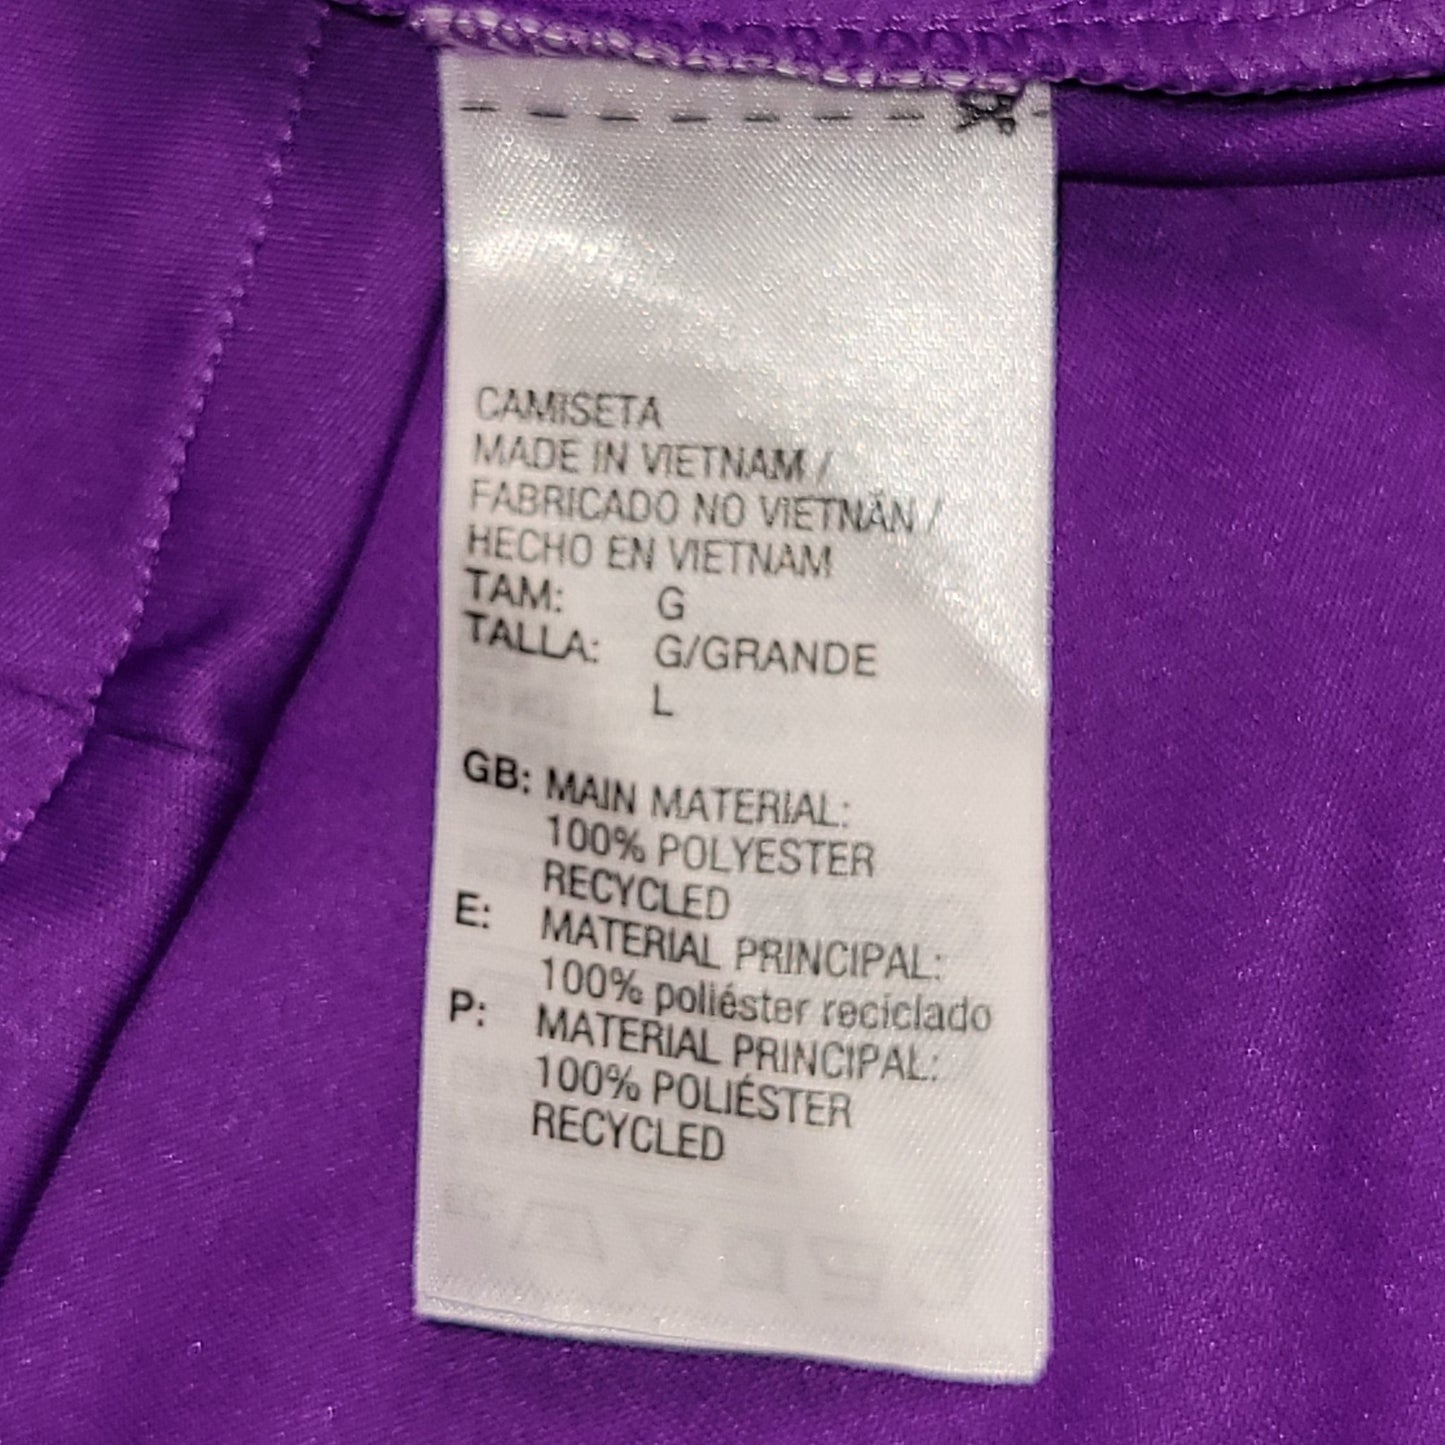 CAMISETA
MADE IN VIETNAM /
FABRICADO NO VIETNÃN /
HECHO EN VIETNAM
TAM: G
TALLA: G/GRANDE
L
GB: MAIN MATERIAL:
100% POLYESTER
RECYCLED
E: MATERIAL PRINCIPAL:
100% poliéster reciclado
P: MATERIAL PRINCIPAL:
100% POLIÉSTER
RECYCLED